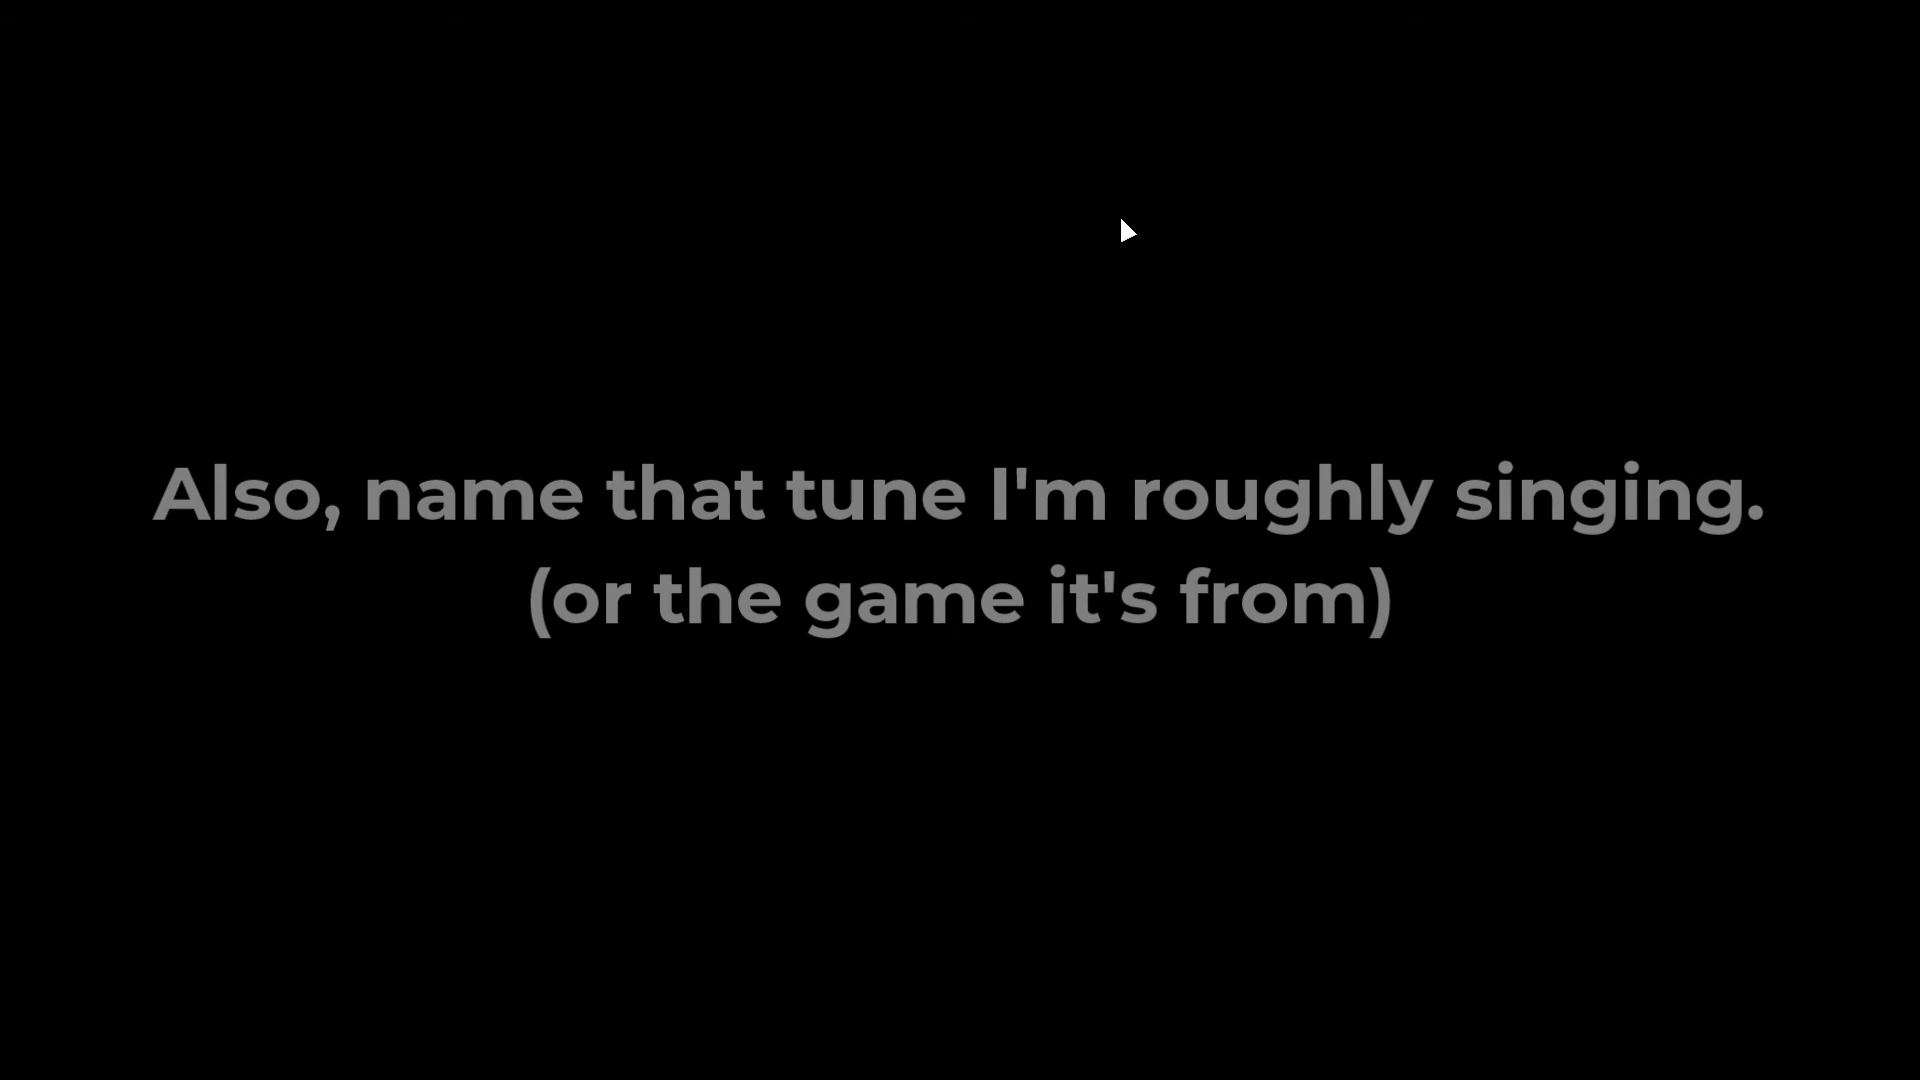 Also, name that tune I'm roughly singing.
(or the game it's from)